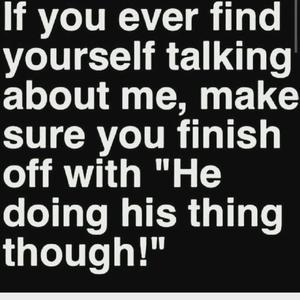 If you ever find
yourself talking
about me, make
sure you finish
off with "He
doing his thing
though!"